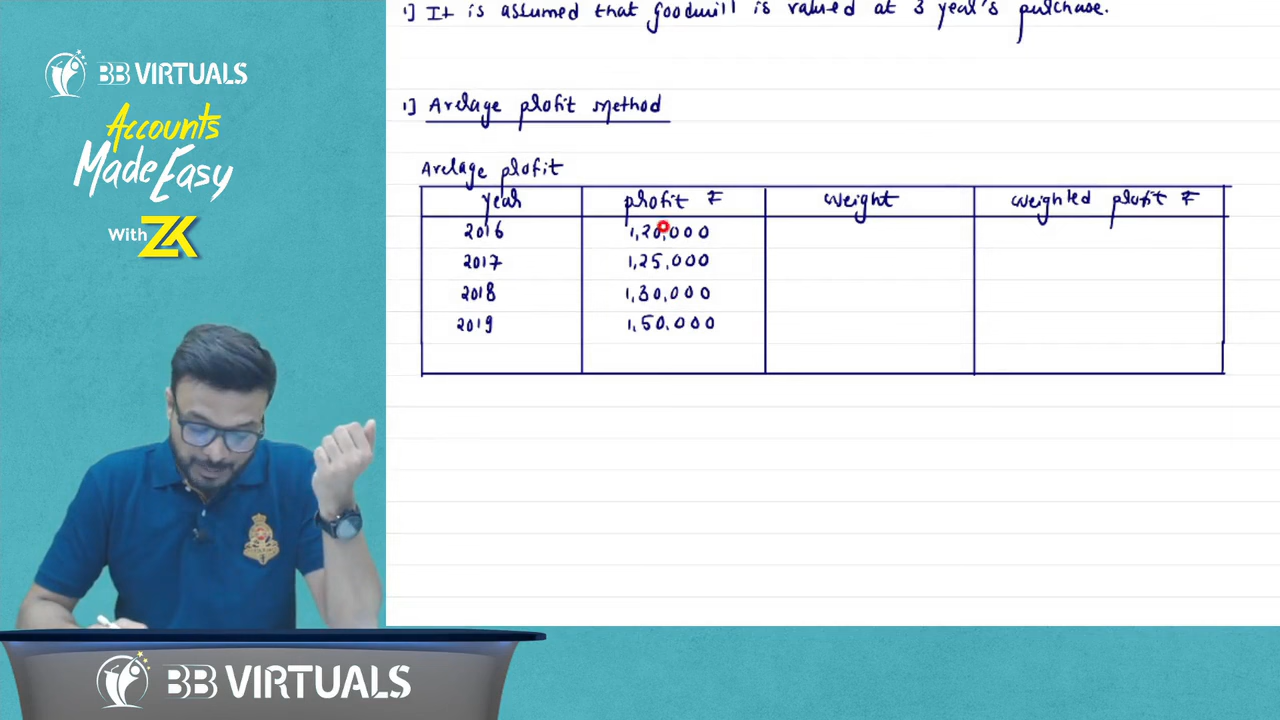 BB VIRTUALS
Accounts
Made Easy
With ZK
1] It is assumed that goodwill is valued at 3 year's purchase.
1] Average profit method
Average profit
year profit ₹ weight weighted profit ₹
2016 1,20,000
2017 1,25,000
2018 1,30,000
2019 1,50,000
BB VIRTUALS